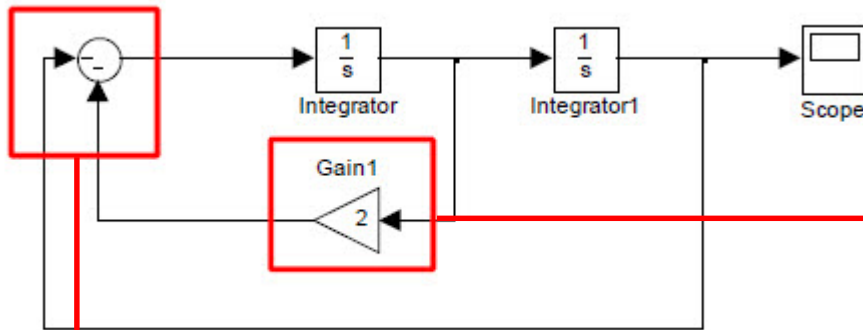 - 
-
1
s
Integrator
1
s
Integrator1
Scope
Gain1
2